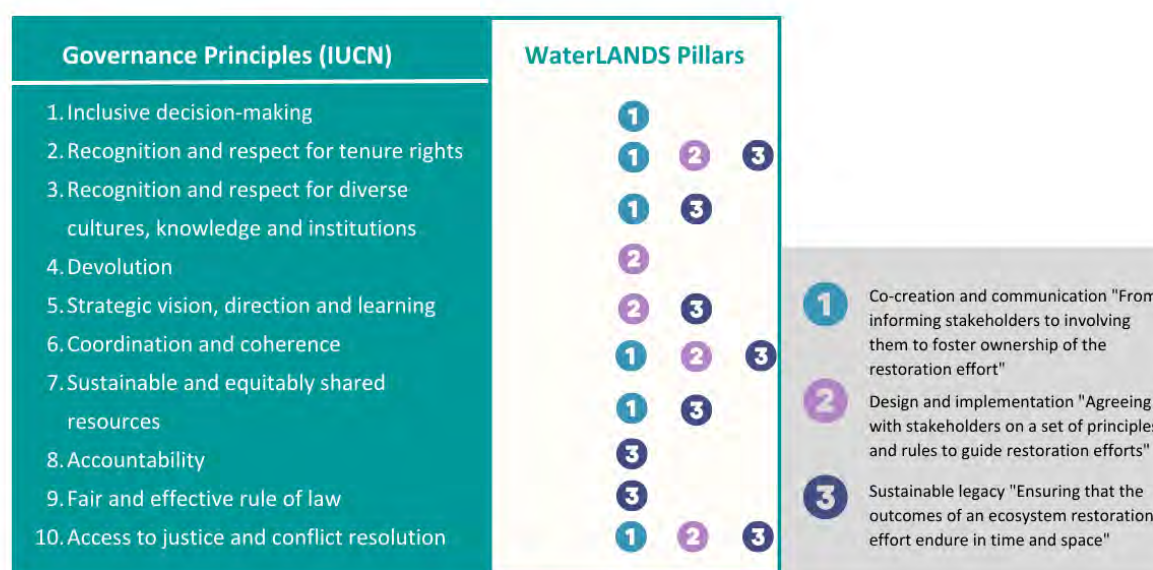 Governance Principles (IUCN)
WaterLANDS Pillars
1. Inclusive decision-making
1
2. Recognition and respect for tenure rights
1 2 3
3. Recognition and respect for diverse
cultures, knowledge and institutions
1 3
4. Devolution
2
5. Strategic vision, direction and learning
2 3
6. Coordination and coherence
1 2 3
7. Sustainable and equitably shared
resources
1 3
8. Accountability
3
9. Fair and effective rule of law
3
10. Access to justice and conflict resolution
1 2 3
1
Co-creation and communication "From
informing stakeholders to involving
them to foster ownership of the
restoration effort"
2
Design and implementation "Agreeing
with stakeholders on a set of principles
and rules to guide restoration efforts"
3
Sustainable legacy "Ensuring that the
outcomes of an ecosystem restoration
effort endure in time and space"